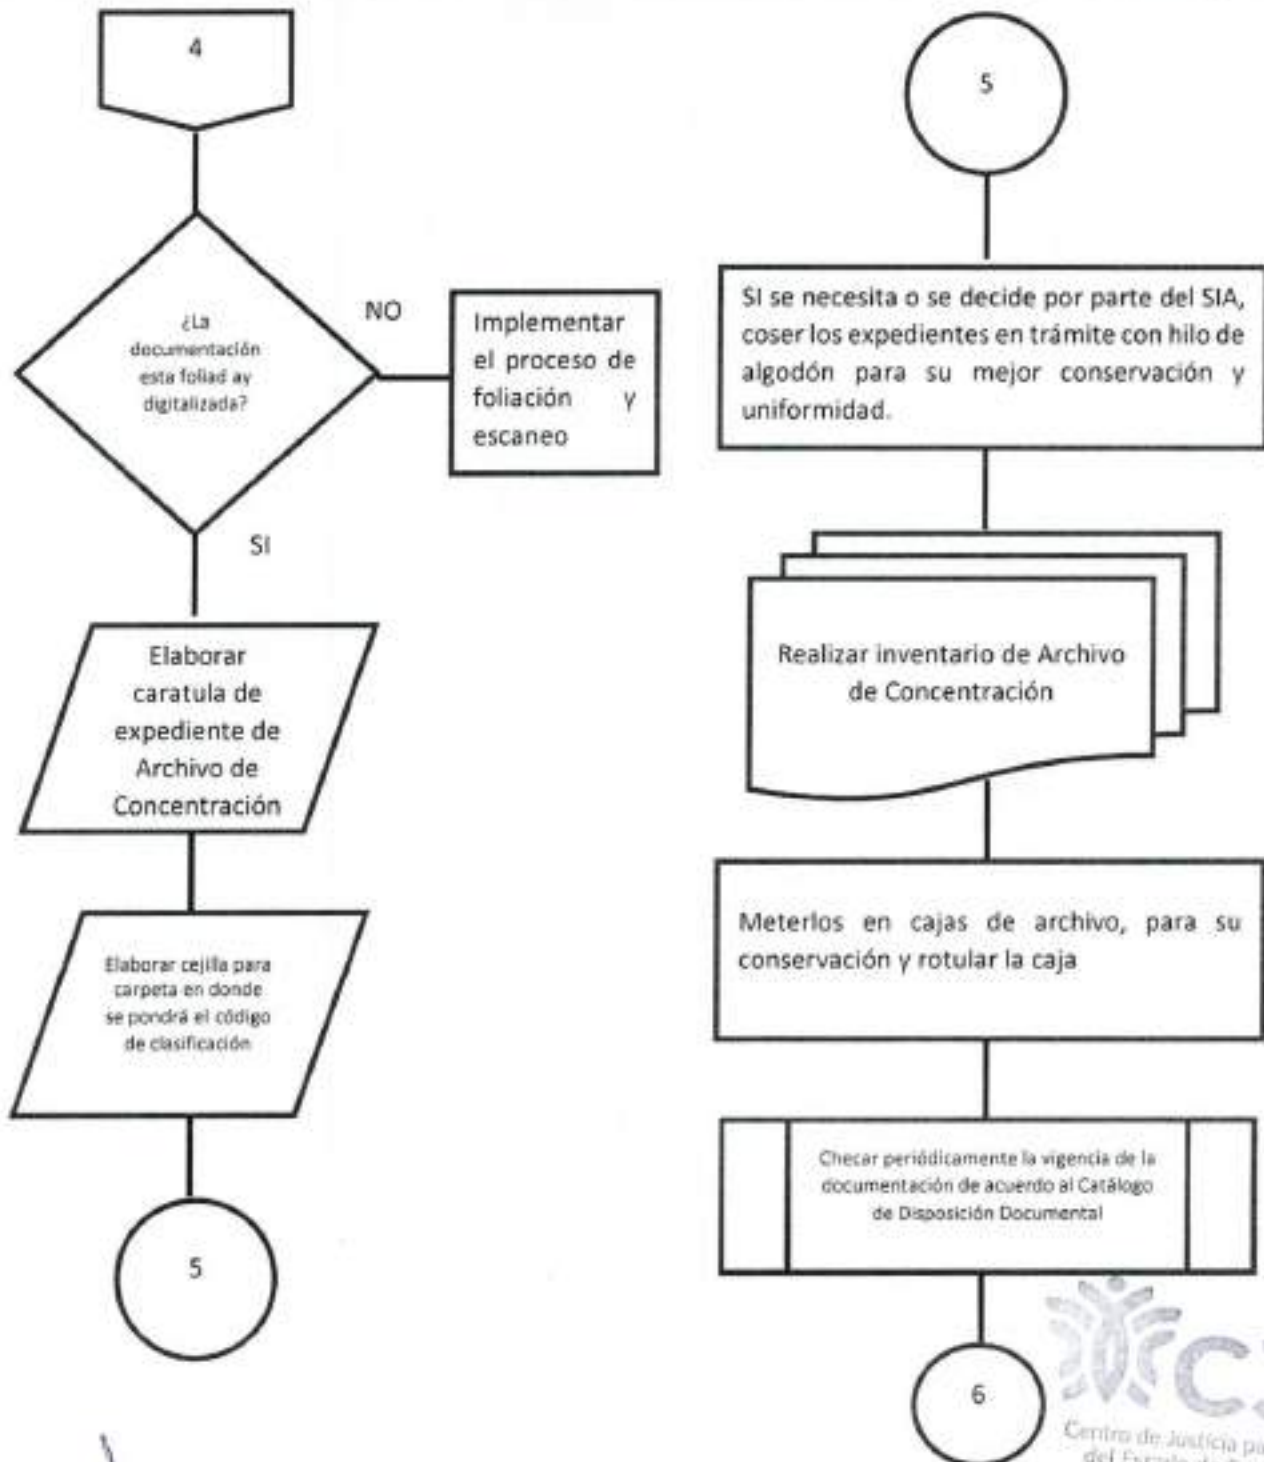 4
¿La
documentación
esta foliad ay
digitalizada?
NO
Implementar
el proceso de
foliación y
escaneo
SI
Elaborar
caratula de
expediente de
Archivo de
Concentración
Elaborar cejilla para
carpeta en donde
se pondrá el código
de clasificación
5
5
SI se necesita o se decide por parte del SIA,
coser los expedientes en trámite con hilo de
algodón para su mejor conservación y
uniformidad.
Realizar inventario de Archivo
de Concentración
Meterlos en cajas de archivo, para su
conservación y rotular la caja
Checar periódicamente la vigencia de la
documentación de acuerdo al Catálogo
de Disposición Documental
6
Centro de Justicia
del Estado